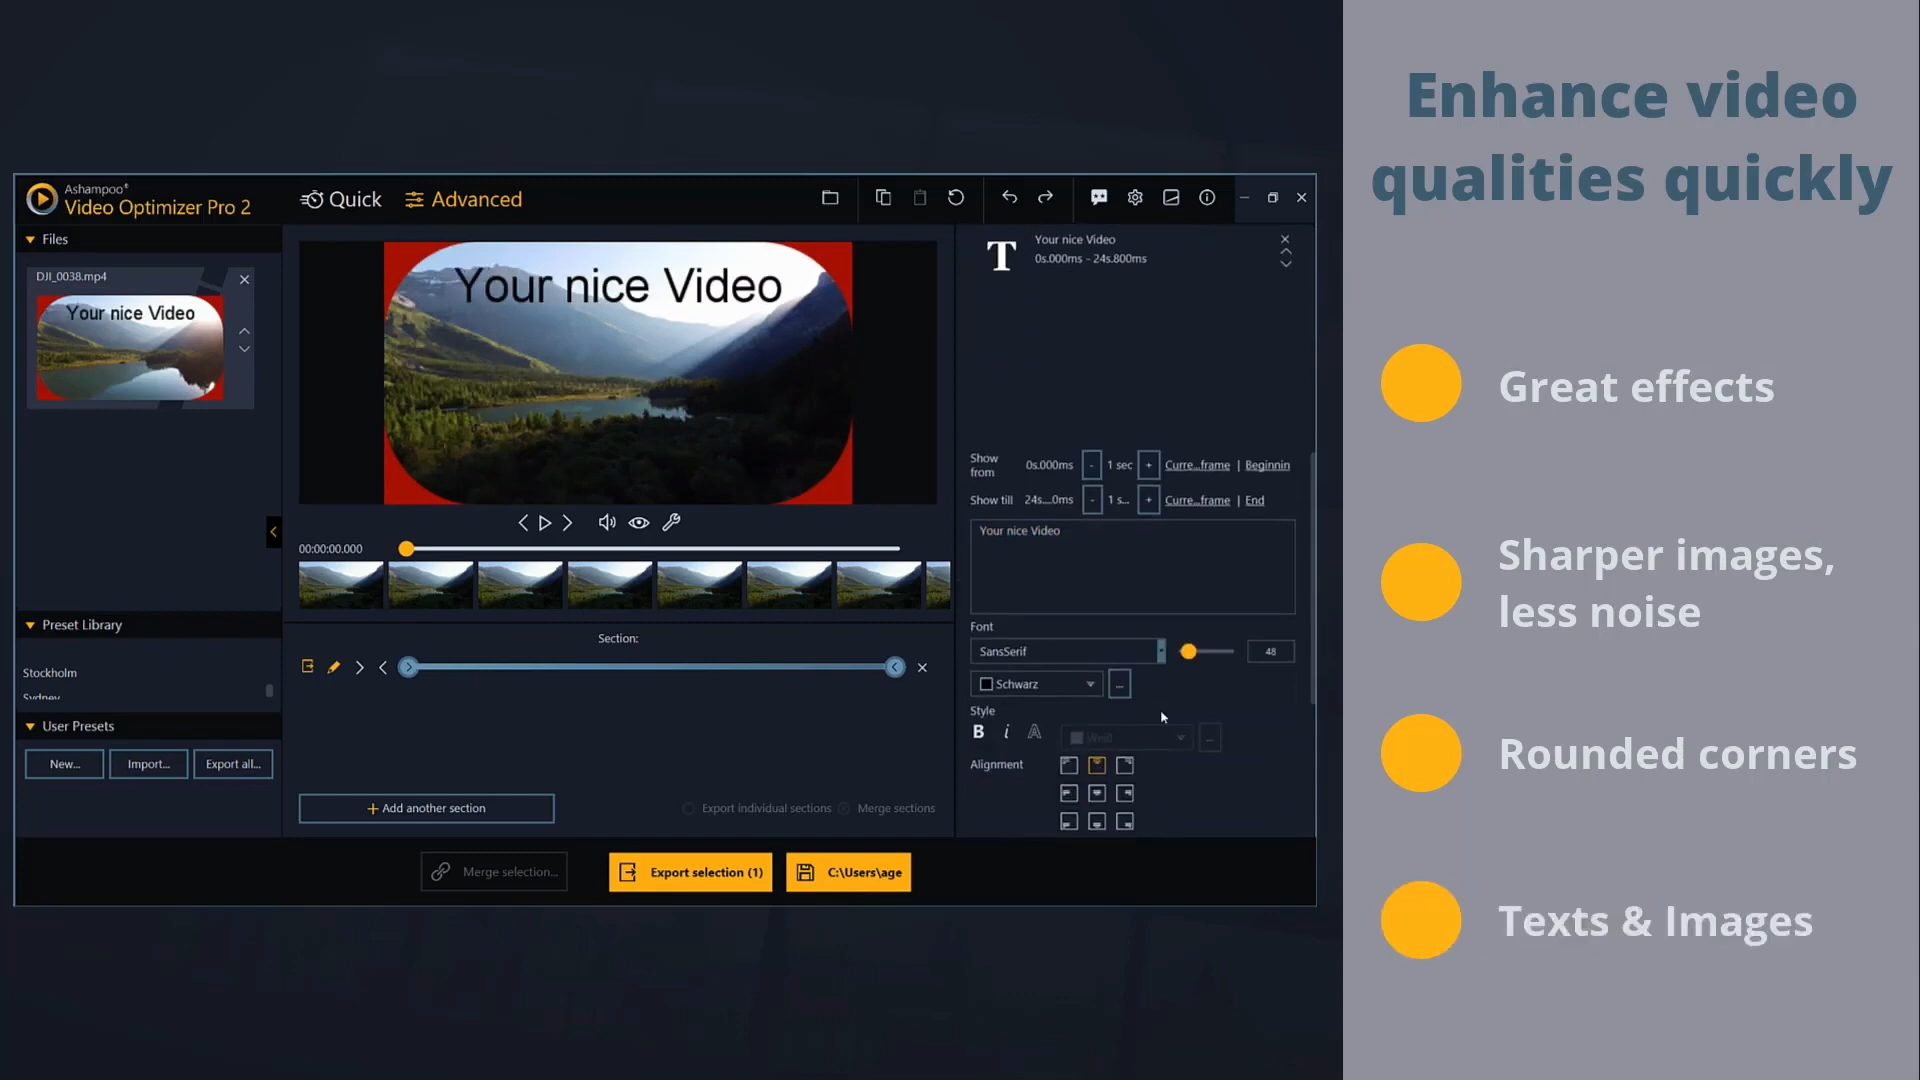 Enhance video
qualities quickly
Great effects
Sharper images,
less noise
Rounded corners
Texts & Images
Ashampoo®
Video Optimizer Pro 2
Quick
Advanced
Files
DJI_0038.mp4
Your nice Video
Your nice Video
Your nice Video
0s.000ms - 24s.800ms
Show
from
0s.000ms
-
1 sec
+
Curre...frame | Beginnin
Show till
24s....0ms
-
1 s...
+
Curre...frame | End
Your nice Video
00:00:00.000
Font
SansSerif
48
Schwarz
...
Style
B i A
Weiß
...
Alignment
Section:
Preset Library
Stockholm
Sydney
User Presets
New...
Import...
Export all...
+ Add another section
Export individual sections
Merge sections
Merge selection...
Export selection (1)
C:\Users\age